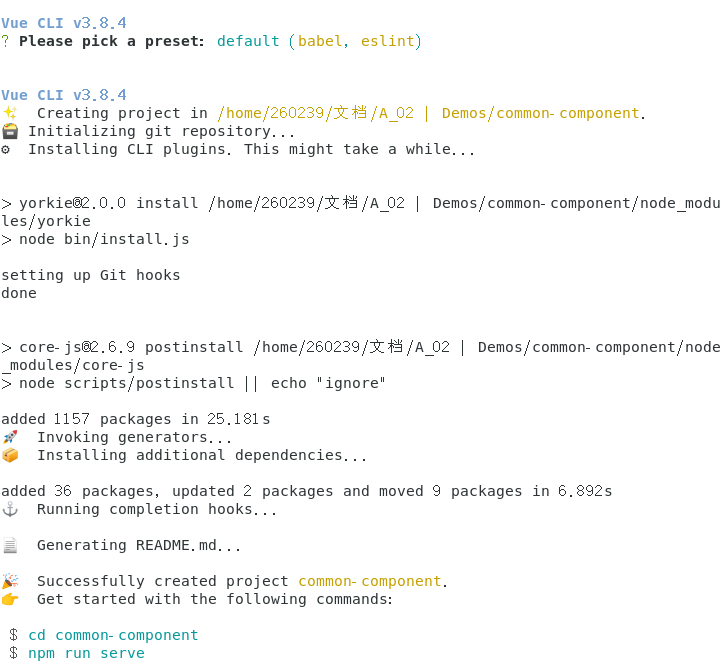 Vue CLI v3.8.4
? Please pick a preset: default (babel, eslint)
Vue CLI v3.8.4
✨  Creating project in /home/260239/文档/A_02 | Demos/common-component.
🗃 Initializing git repository...
⚙  Installing CLI plugins. This might take a while...
> yorkie@2.0.0 install /home/260239/文档/A_02 | Demos/common-component/node_modu
les/yorkie
> node bin/install.js
setting up Git hooks
done
> core-js@2.6.9 postinstall /home/260239/文档/A_02 | Demos/common-component/node
_modules/core-js
> node scripts/postinstall || echo "ignore"
added 1157 packages in 25.181s
🚀  Invoking generators...
📦  Installing additional dependencies...
added 36 packages, updated 2 packages and moved 9 packages in 6.892s
⚓  Running completion hooks...
📄  Generating README.md...
🎉  Successfully created project common-component.
👉  Get started with the following commands:
$ cd common-component
$ npm run serve